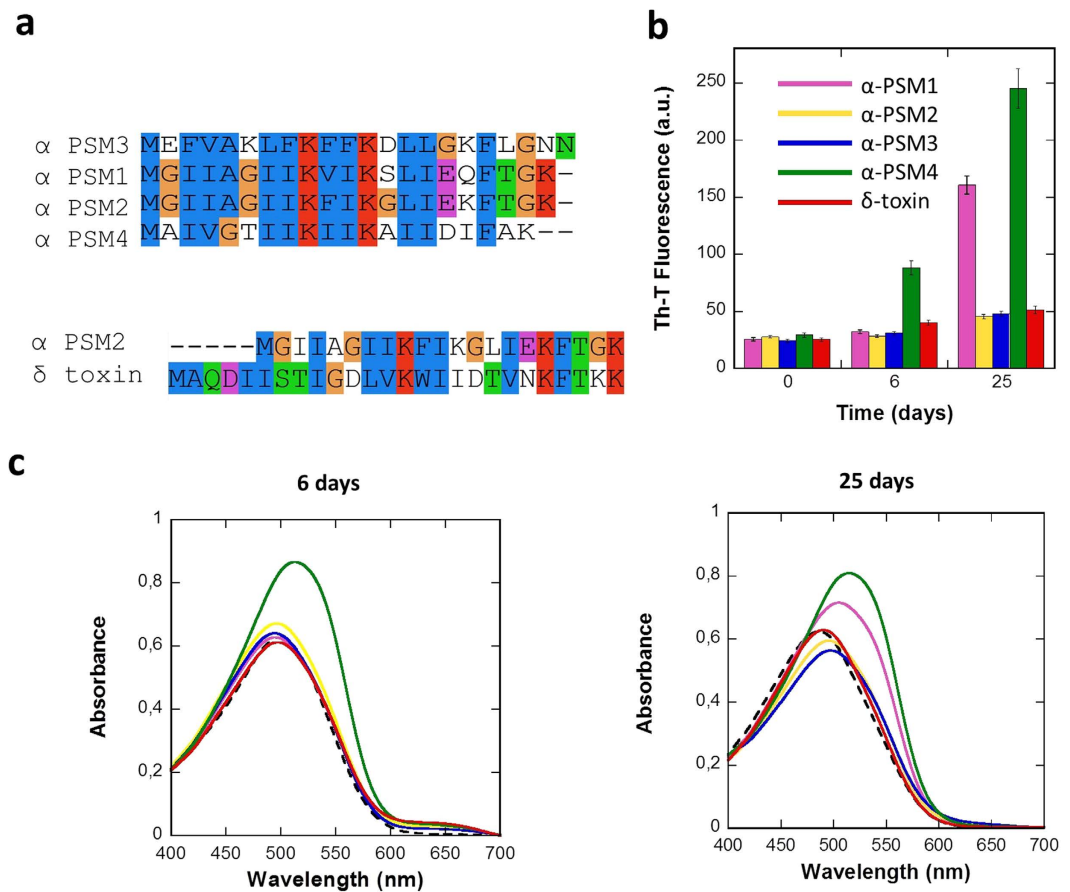 a
α PSM3 MEFVAKLFKFFKDLLGKFLGNN
α PSM1 MGIIAGIIKVIKSLIEQFTGK-
α PSM2 MGIIAGIIKFIKGLIEKFTGK-
α PSM4 MAIVGTIIKIIKAIIDIFAK--
α PSM2 -----MGIIAGIIKFIKGLIEKFTGK
δ toxin MAQDIISTIGDLVKWIIDTVNKFTKK
b
Th-T Fluorescence (a.u.)
250
200
150
100
50
0
α-PSM1
α-PSM2
α-PSM3
α-PSM4
δ-toxin
0 6 25
Time (days)
c
6 days
Absorbance
1
0,8
0,6
0,4
0,2
0
400 450 500 550 600 650 700
Wavelength (nm)
25 days
Absorbance
1
0,8
0,6
0,4
0,2
0
400 450 500 550 600 650 700
Wavelength (nm)